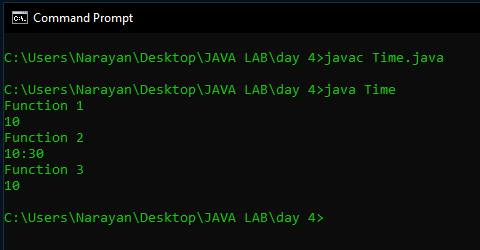 Command Prompt
C:\Users\Narayan\Desktop\JAVA LAB\day 4>javac Time.java
C:\Users\Narayan\Desktop\JAVA LAB\day 4>java Time
Function 1
10
Function 2
10:30
Function 3
10
C:\Users\Narayan\Desktop\JAVA LAB\day 4>